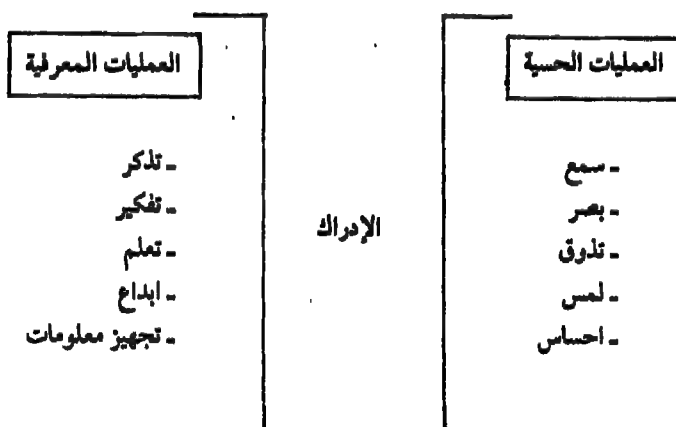 العمليات الحسية
- سمع
- بصر
- تذوق
- لمس
- احساس
الإدراك
العمليات المعرفية
- تذكر
- تفكير
- تعلم
- ابداع
- تجهيز معلومات